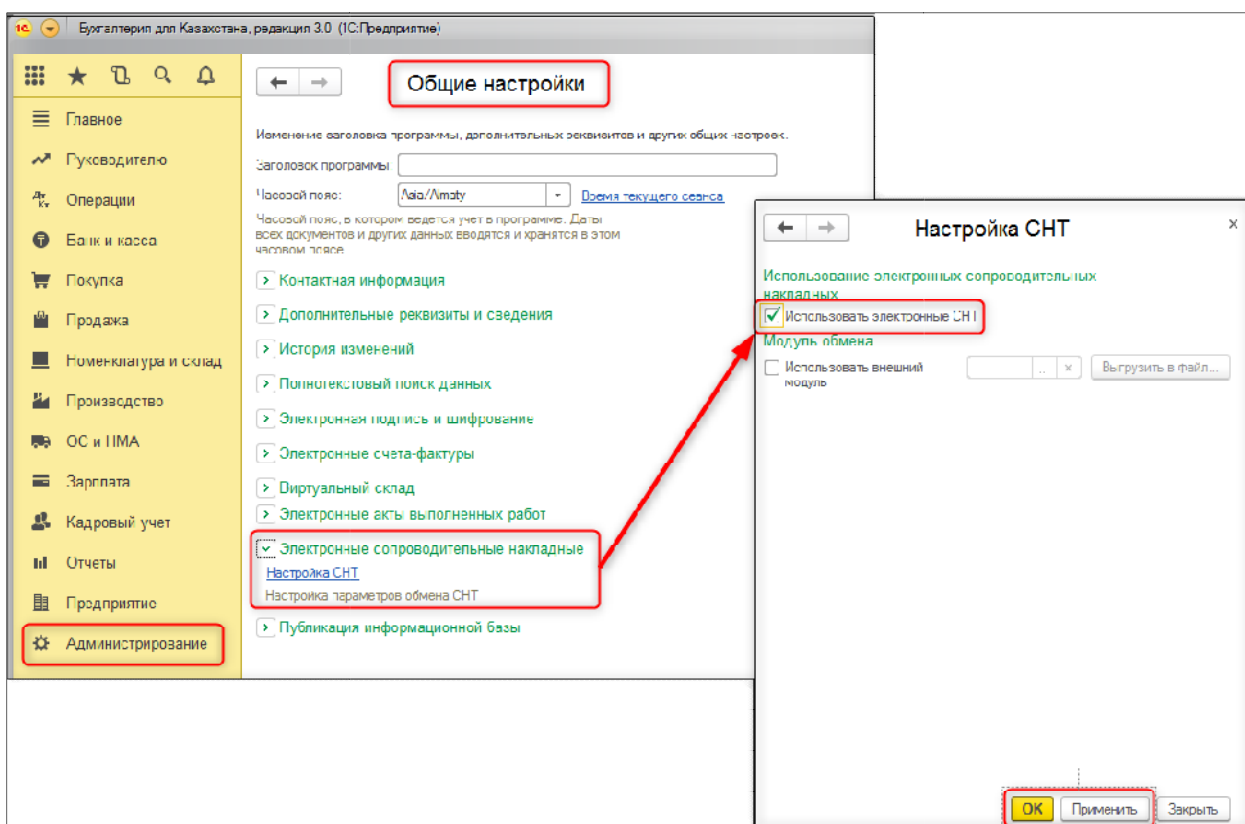 Бухгалтерия для Казахстана, редакция 3.0 (1С:Предприятие)
Главное
Руководителю
Операции
Банк и касса
Покупка
Продажа
Номенклатура и склад
Производство
ОС и НМА
Зарплата
Кадровый учет
Отчеты
Предприятие
Администрирование
Общие настройки
Изменение заголовка программы, дополнительных реквизитов и других общих настроек.
Заголовок программы
Часовой пояс: Asia/Almaty Время текущего сеанса
Часовой пояс, в котором ведется учет в программе. Даты
всех документов и других данных вводятся и хранятся в этом
часовом поясе
Контактная информация
Дополнительные реквизиты и сведения
История изменений
Полнотекстовый поиск данных
Электронная подпись и шифрование
Электронные счета-фактуры
Виртуальный склад
Электронные акты выполненных работ
Электронные сопроводительные накладные
Настройка СНТ
Настройка параметров обмена СНТ
Публикация информационной базы
Настройка СНТ
Использование электронных сопроводительных
накладных
Использовать электронные СНТ
Модуль обмена
Использовать внешний
модуль
Выгрузить в файл...
ОК Применить Закрыть